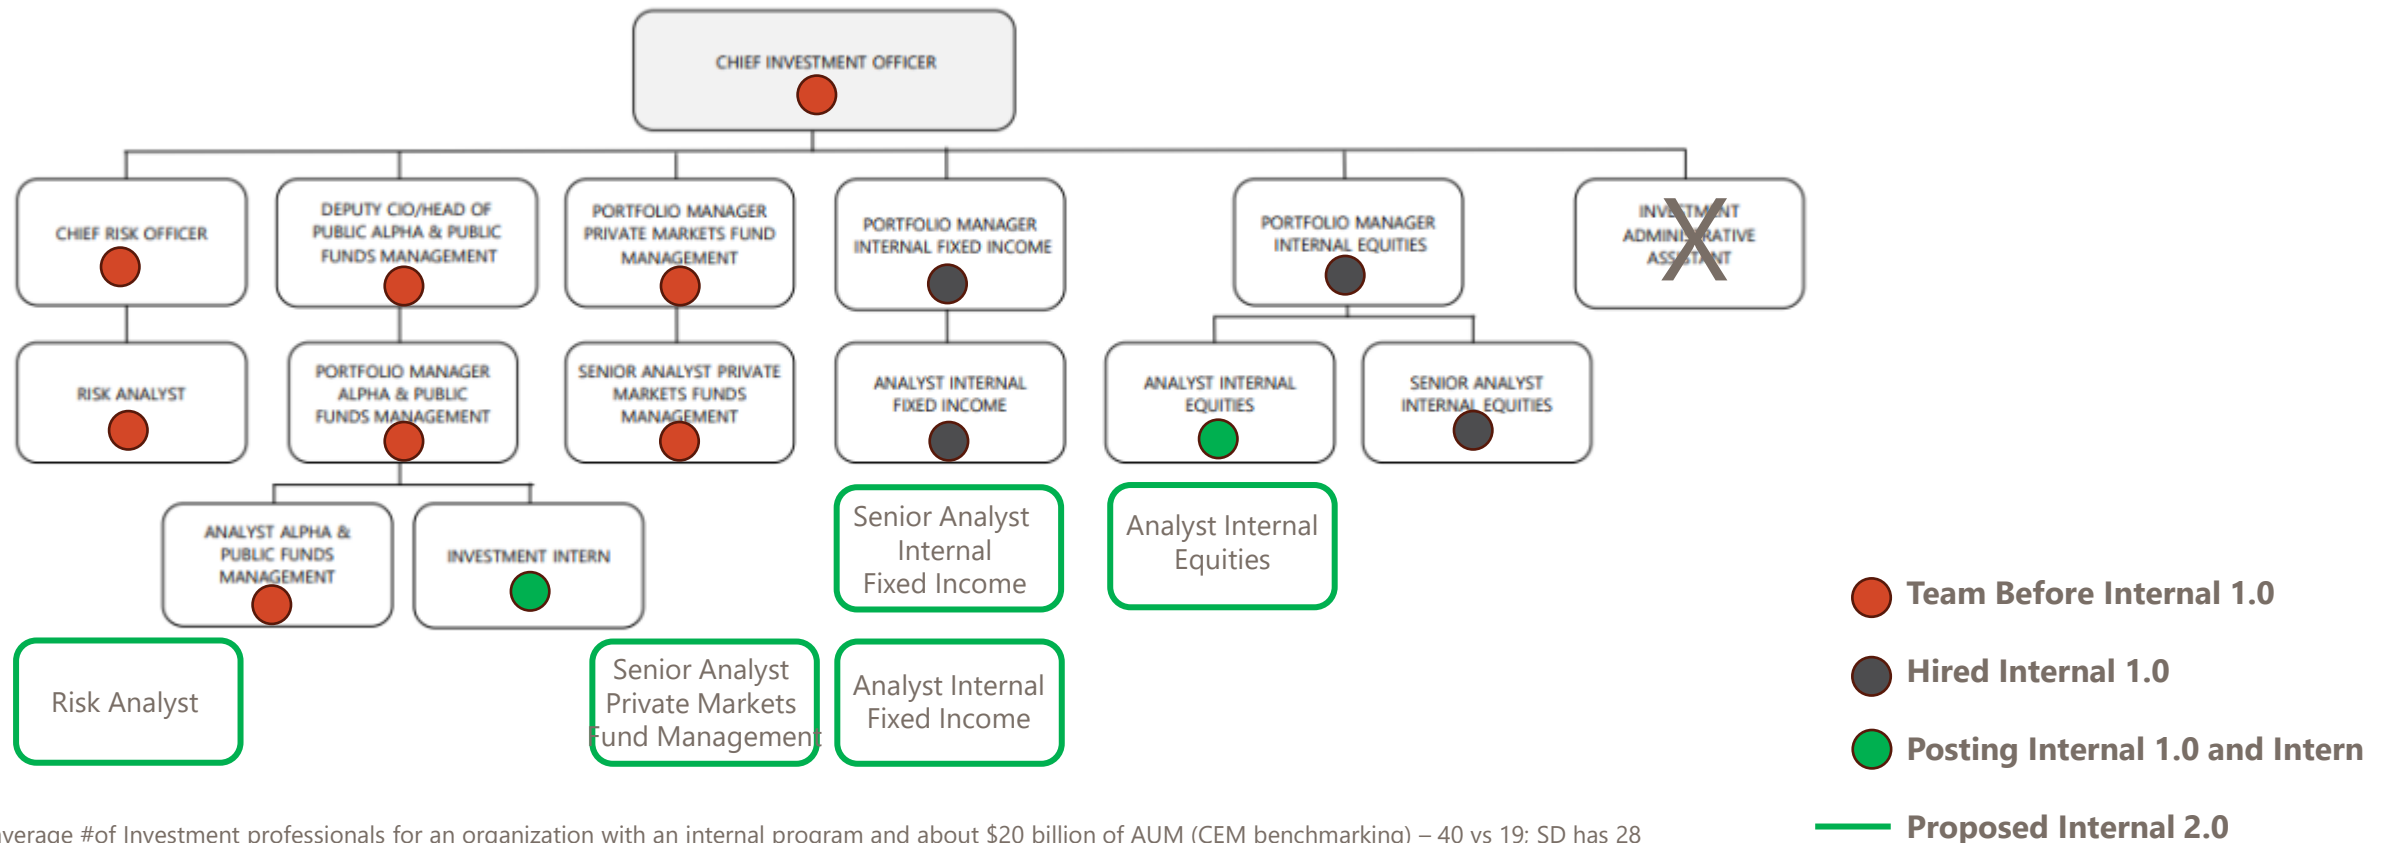 CHIEF INVESTMENT OFFICER
CHIEF RISK OFFICER
DEPUTY CIO/HEAD OF
PUBLIC ALPHA & PUBLIC
FUNDS MANAGEMENT
PORTFOLIO MANAGER
PRIVATE MARKETS FUND
MANAGEMENT
PORTFOLIO MANAGER
INTERNAL FIXED INCOME
PORTFOLIO MANAGER
INTERNAL EQUITIES
INVESTMENT
ADMINISTRATIVE
ASSISTANT
X
RISK ANALYST
PORTFOLIO MANAGER
ALPHA & PUBLIC
FUNDS MANAGEMENT
SENIOR ANALYST PRIVATE
MARKETS FUNDS
MANAGEMENT
ANALYST INTERNAL
FIXED INCOME
ANALYST INTERNAL
EQUITIES
SENIOR ANALYST
INTERNAL EQUITIES
ANALYST ALPHA &
PUBLIC FUNDS
MANAGEMENT
INVESTMENT INTERN
Senior Analyst
Internal
Fixed Income
Analyst Internal
Equities
Risk Analyst
Senior Analyst
Private Markets
Fund Management
Analyst Internal
Fixed Income
Team Before Internal 1.0
Hired Internal 1.0
Posting Internal 1.0 and Intern
Proposed Internal 2.0
average #of Investment professionals for an organization with an internal program and about $20 billion of AUM (CEM benchmarking) – 40 vs 19; SD has 28